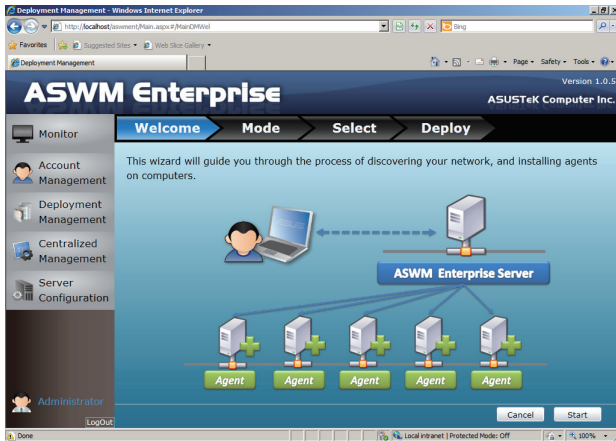 Deployment Management - Windows Internet Explorer
http://localhost/aswment/Main.aspx#/MainDMWel
Bing
Favorites
Suggested Sites
Web Slice Gallery
Deployment Management
Page
Safety
Tools
ASWM Enterprise
Version 1.0.5
ASUSTeK Computer Inc.
Monitor
Account Management
Deployment Management
Centralized Management
Server Configuration
Administrator
LogOut
Welcome
Mode
Select
Deploy
This wizard will guide you through the process of discovering your network, and installing agents
on computers.
ASWM Enterprise Server
Agent
Agent
Agent
Agent
Agent
Cancel
Start
Done
Local intranet | Protected Mode: Off
100%